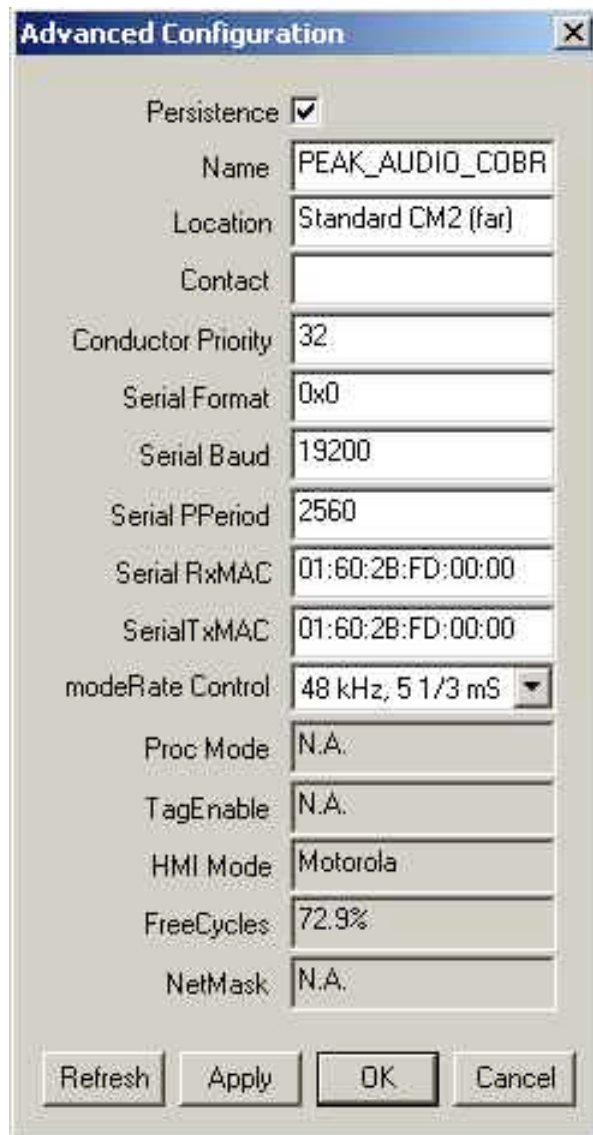 Advanced Configuration
Persistence
Name PEAK_AUDIO_COBR
Location Standard CM2 (far)
Contact
Conductor Priority 32
Serial Format 0x0
Serial Baud 19200
Serial PPeriod 2560
Serial RxMAC 01:60:2B:FD:00:00
SerialTxMAC 01:60:2B:FD:00:00
modeRate Control 48 kHz, 5 1/3 mS
Proc Mode N.A.
TagEnable N.A.
HMI Mode Motorola
FreeCycles 72.9%
NetMask N.A.
Refresh Apply OK Cancel